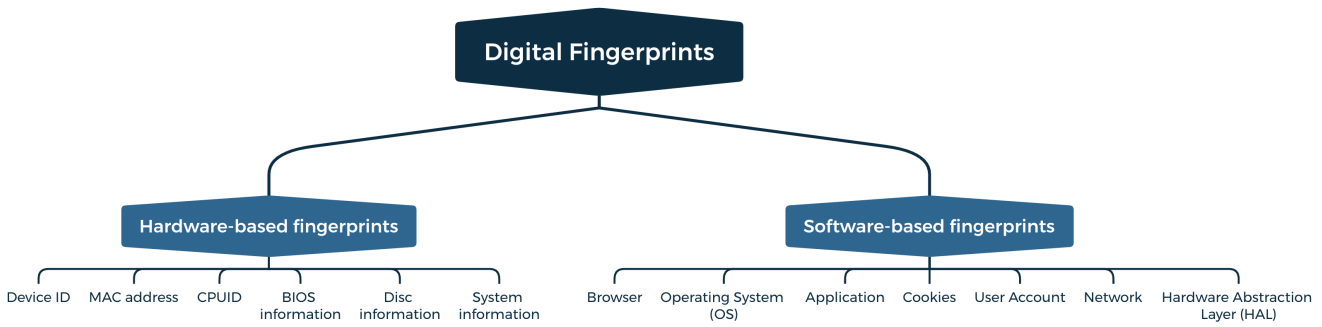 Digital Fingerprints
Hardware-based fingerprints
Software-based fingerprints
Device ID
MAC address
CPUID
BIOS
information
Disc
information
System
information
Browser
Operating System
(OS)
Application
Cookies
User Account
Network
Hardware Abstraction
Layer (HAL)